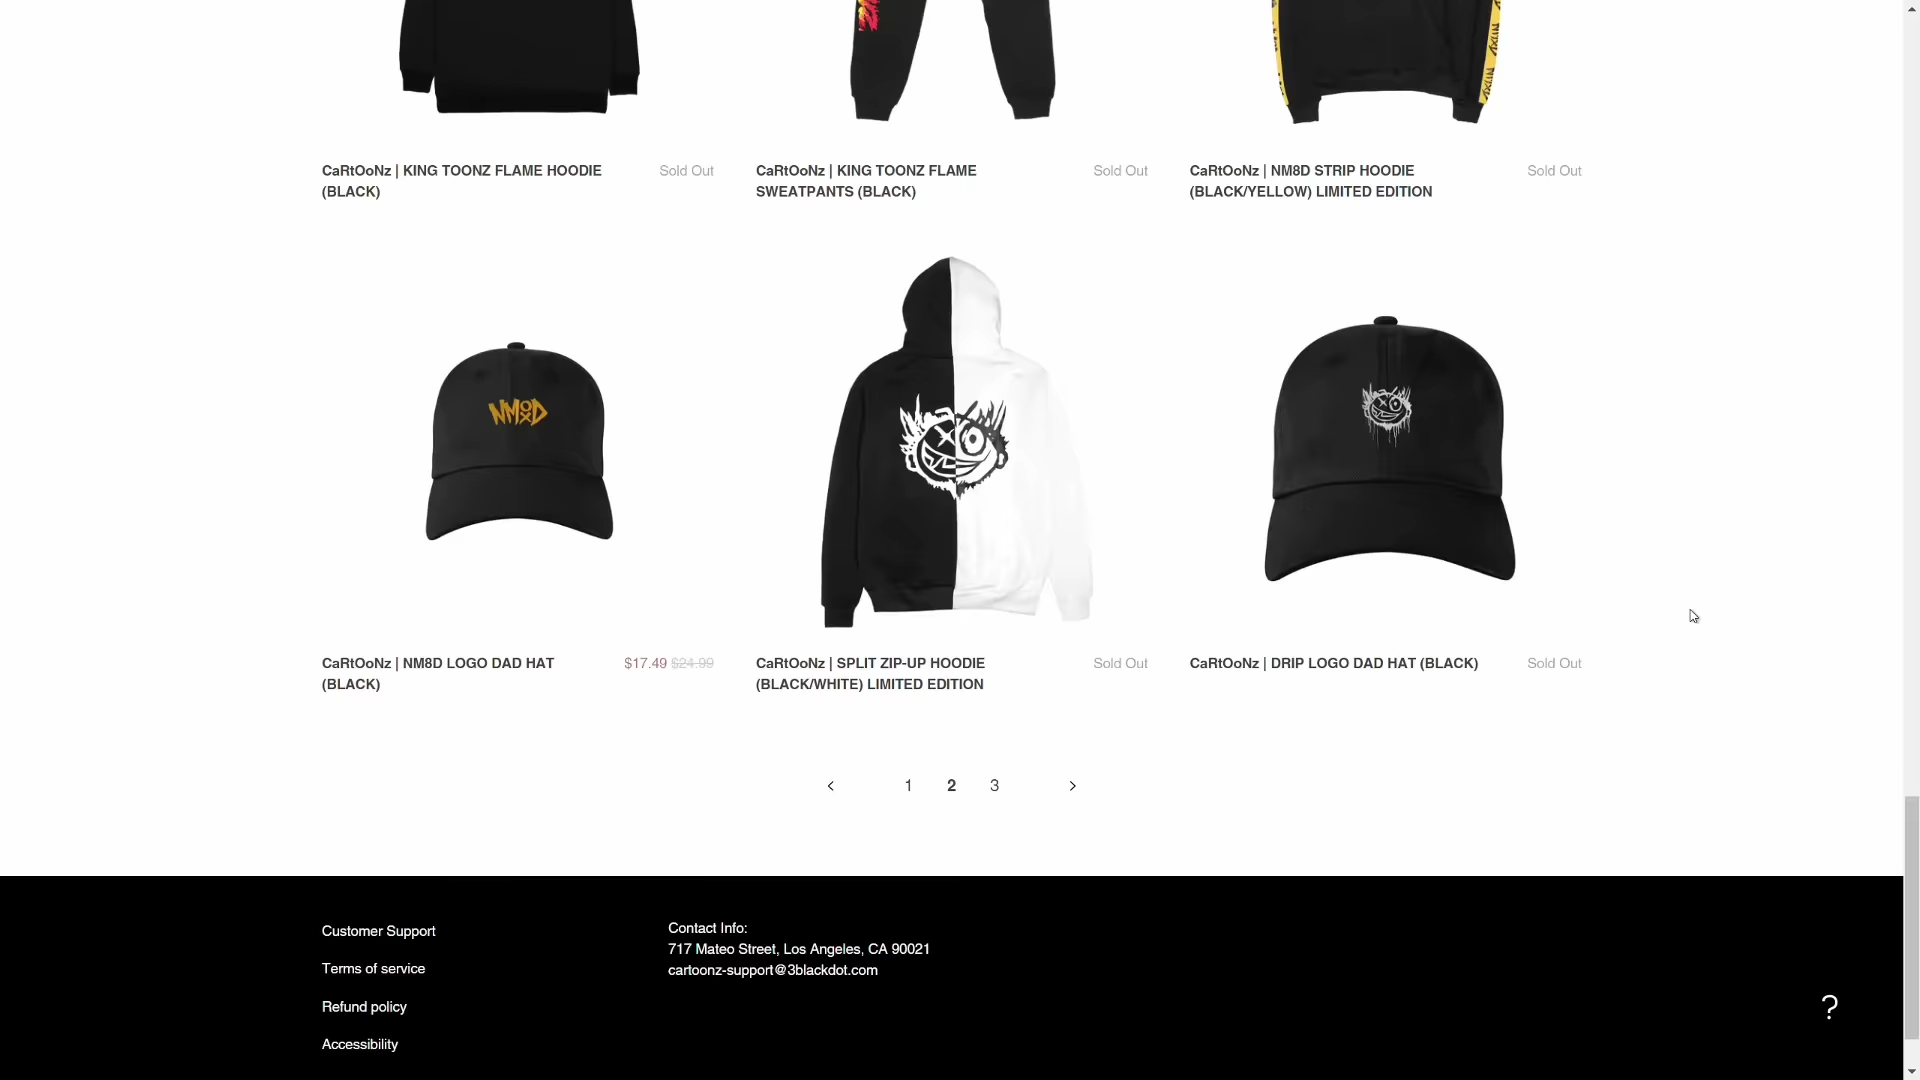 CaRtOoNz | KING TOONZ FLAME HOODIE
(BLACK)
Sold Out
CaRtOoNz | KING TOONZ FLAME
SWEATPANTS (BLACK)
Sold Out
CaRtOoNz | NM8D STRIP HOODIE
(BLACK/YELLOW) LIMITED EDITION
Sold Out
NM8D
CaRtOoNz | NM8D LOGO DAD HAT
(BLACK)
$17.49 $24.99
CaRtOoNz | SPLIT ZIP-UP HOODIE
(BLACK/WHITE) LIMITED EDITION
Sold Out
CaRtOoNz | DRIP LOGO DAD HAT (BLACK)
Sold Out
< 1 2 3 >
Customer Support
Terms of service
Refund policy
Accessibility
Contact Info:
717 Mateo Street, Los Angeles, CA 90021
cartoonz-support@3blackdot.com
?